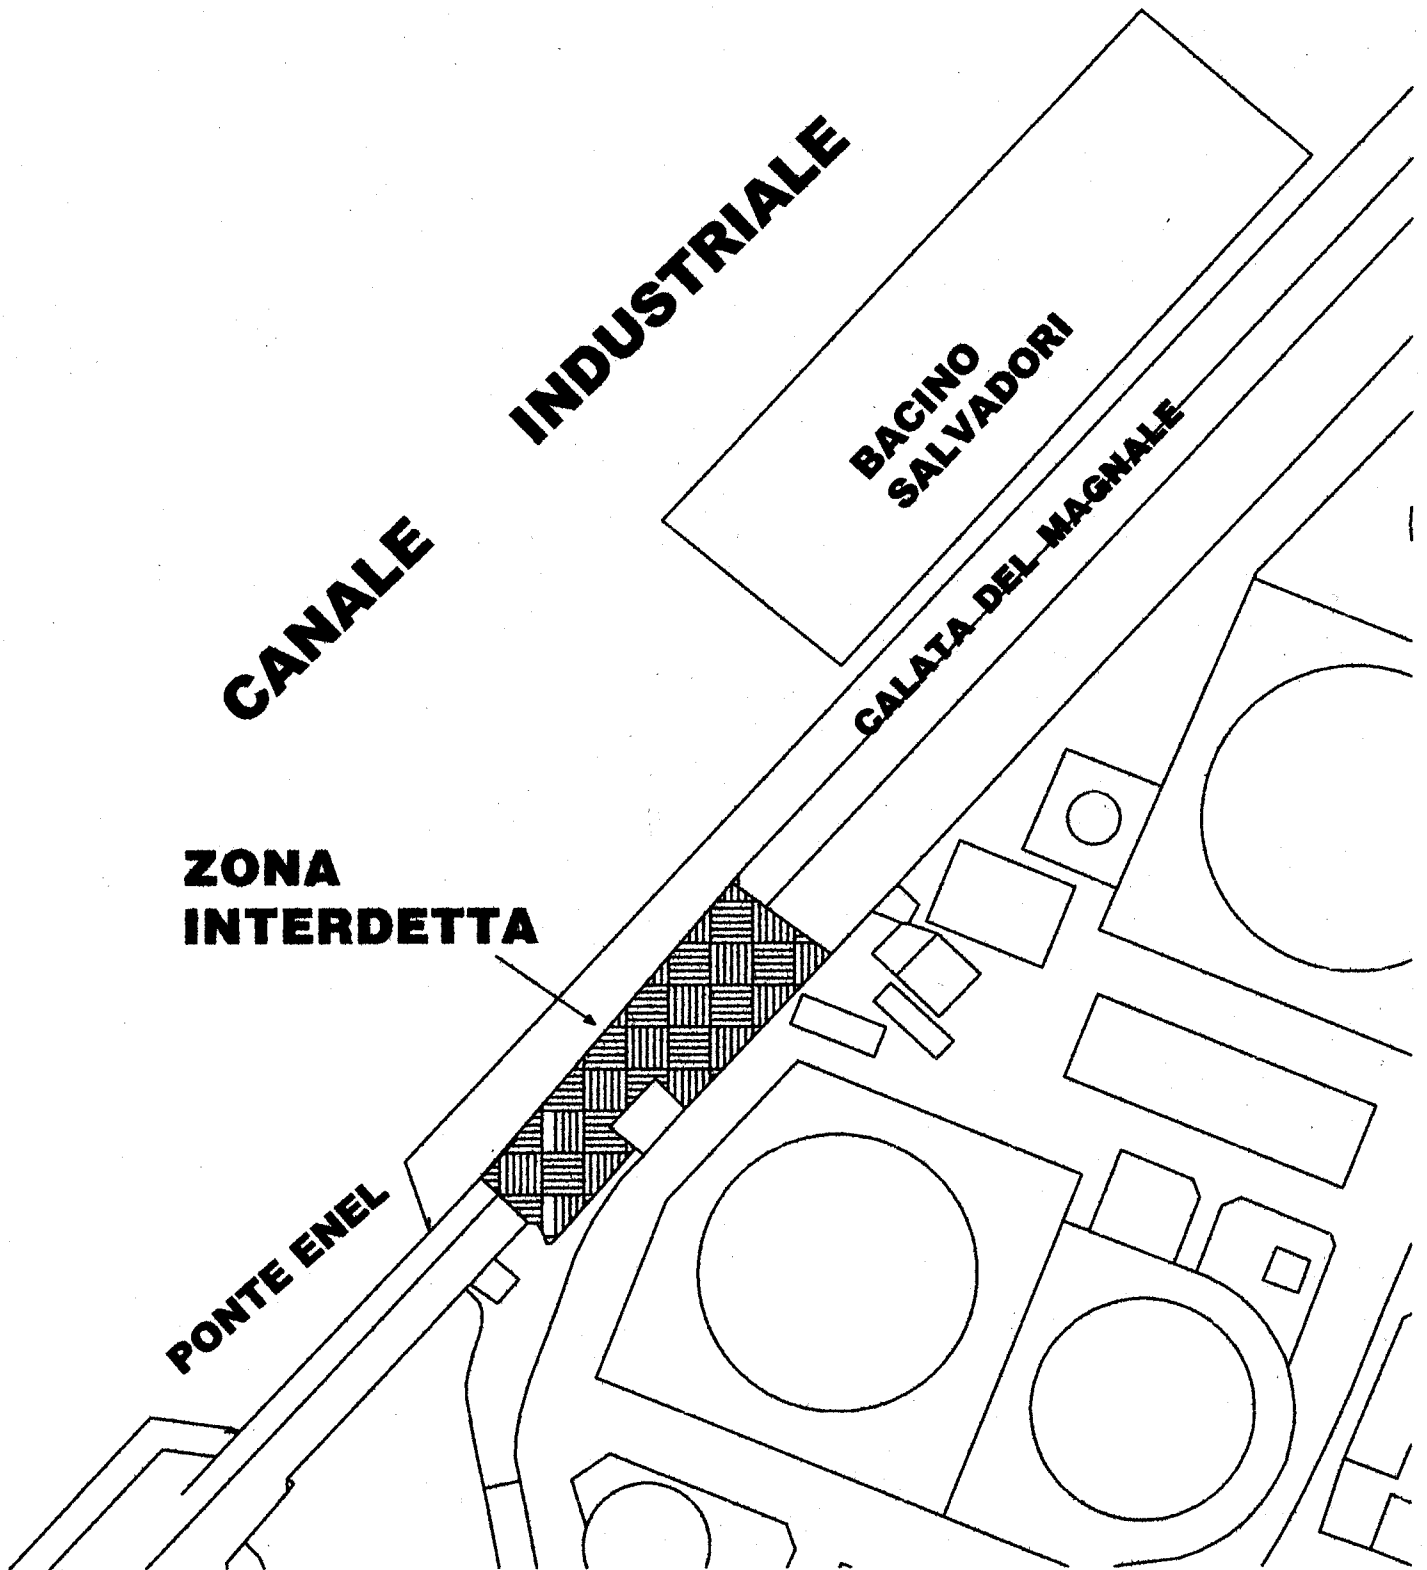 CANALE INDUSTRIALE
BACINO
SALVADORI
CALATA DEL MAGNALE
ZONA
INTERDETTA
PONTE ENEL